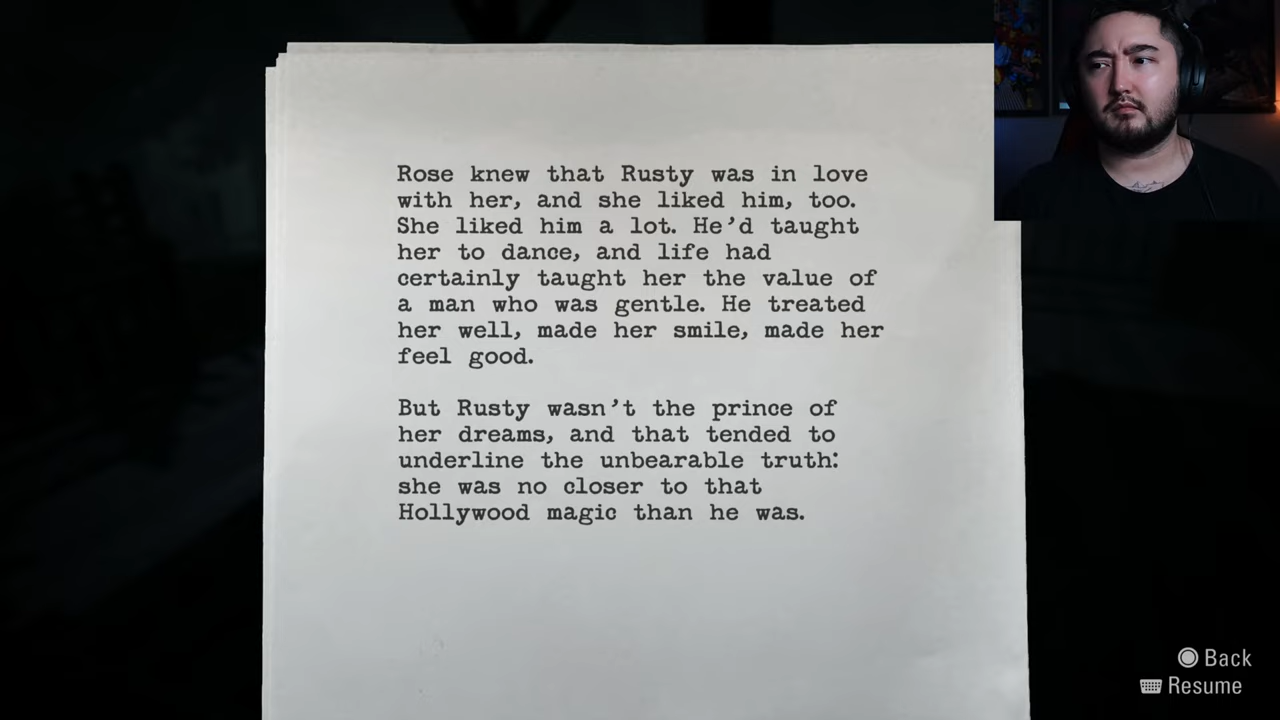 Rose knew that Rusty was in love
with her, and she liked him, too.
She liked him a lot. He’d taught
her to dance, and life had
certainly taught her the value of
a man who was gentle. He treated
her well, made her smile, made her
feel good.
But Rusty wasn’t the prince of
her dreams, and that tended to
underline the unbearable truth:
she was no closer to that
Hollywood magic than he was.
Back
Resume